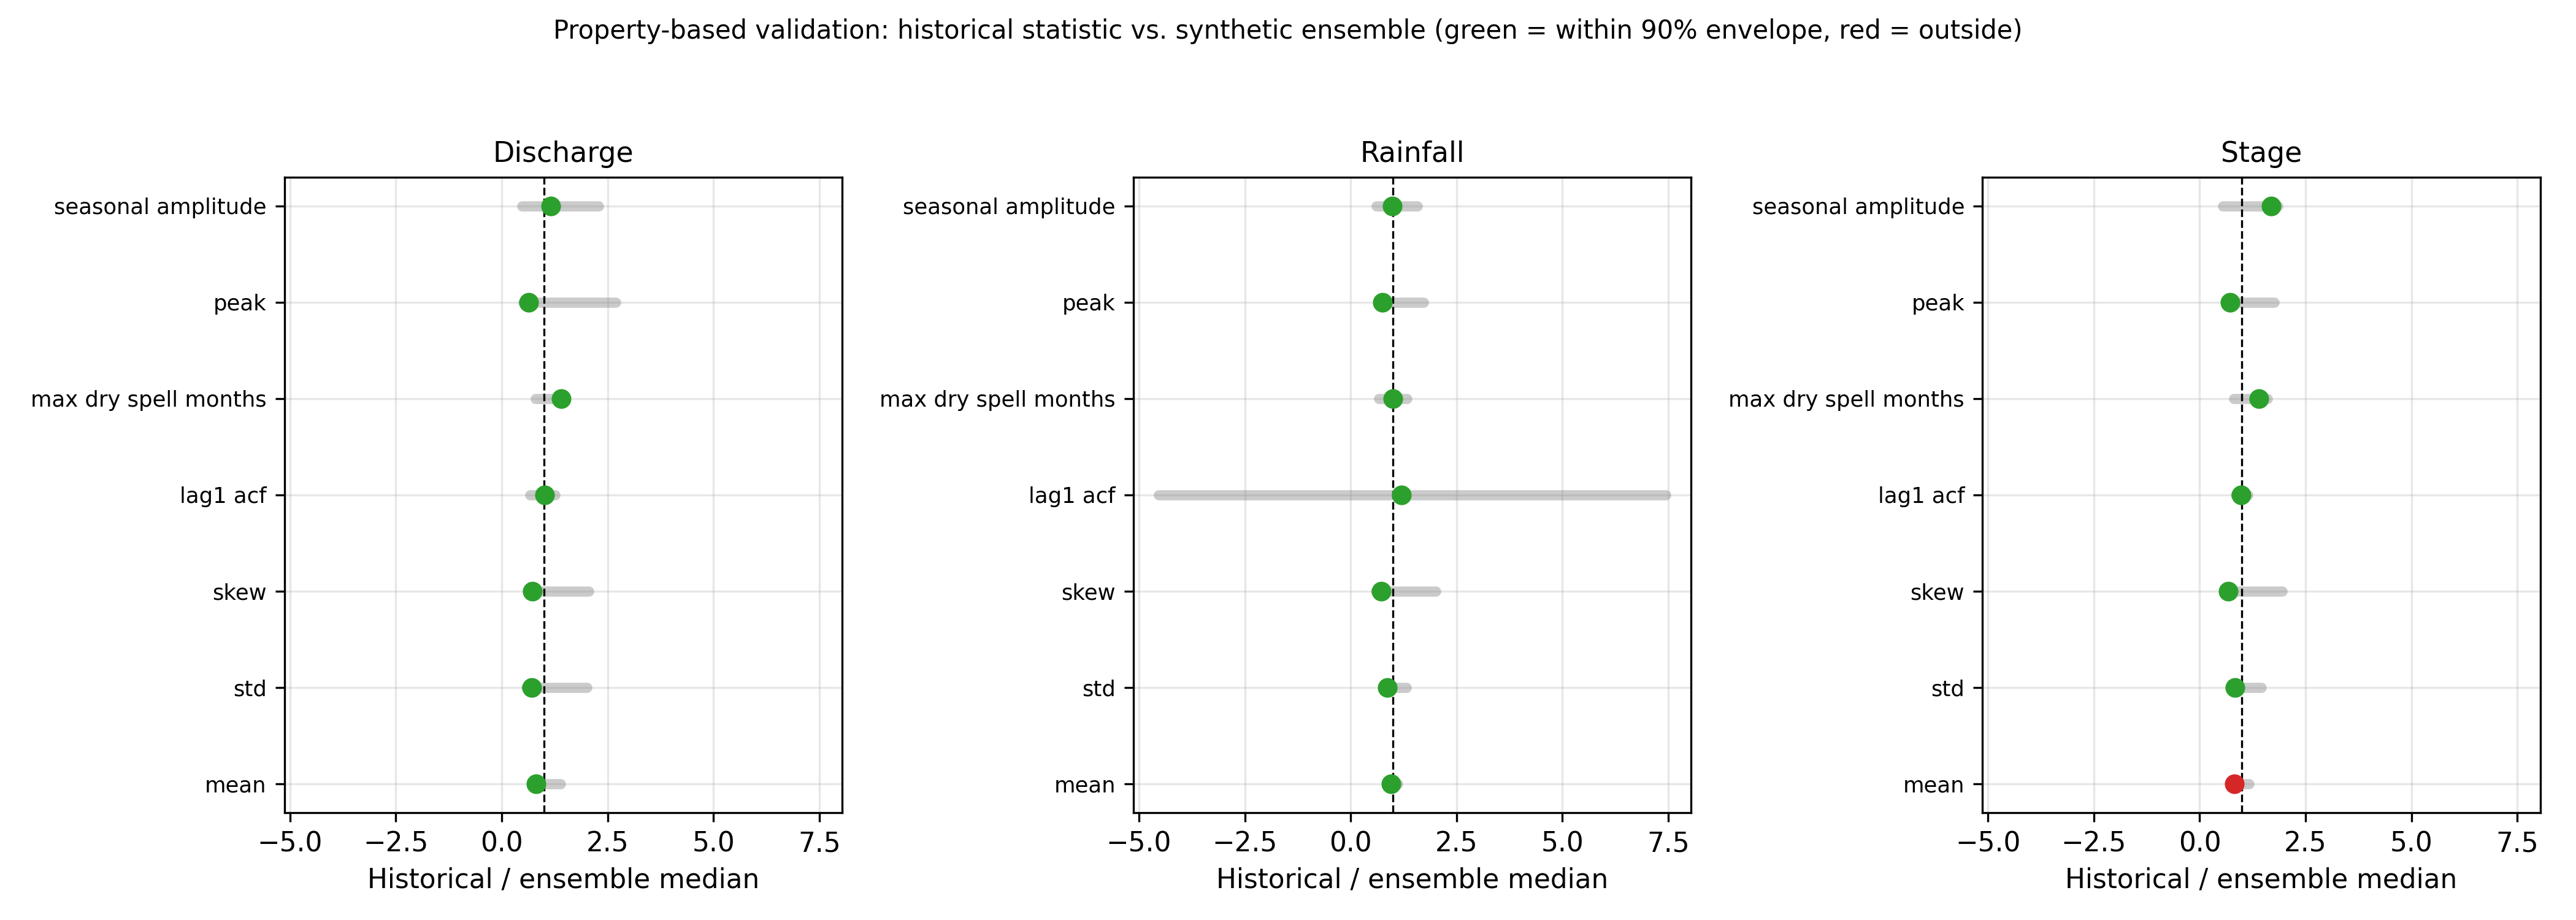 Property-based validation: historical statistic vs. synthetic ensemble (green = within 90% envelope, red = outside)
Discharge
seasonal amplitude
peak
max dry spell months
lag1 acf
skew
std
mean
−5.0 −2.5 0.0 2.5 5.0 7.5
Historical / ensemble median
Rainfall
seasonal amplitude
peak
max dry spell months
lag1 acf
skew
std
mean
−5.0 −2.5 0.0 2.5 5.0 7.5
Historical / ensemble median
Stage
seasonal amplitude
peak
max dry spell months
lag1 acf
skew
std
mean
−5.0 −2.5 0.0 2.5 5.0 7.5
Historical / ensemble median